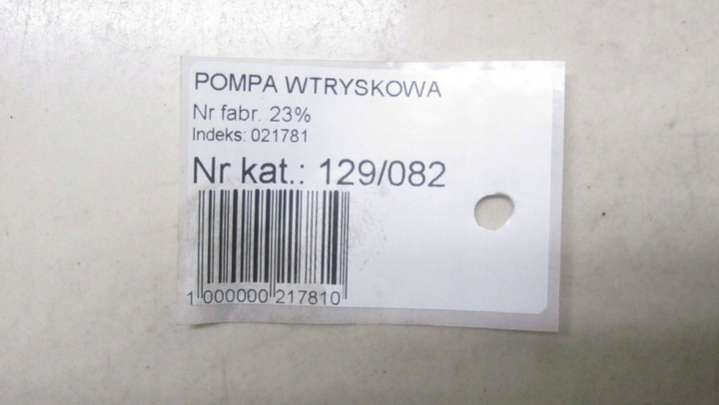 POMPA WTRYSKOWA
Nr fabr. 23%
Indeks: 021781
Nr kat.: 129/082
1 000000 217810